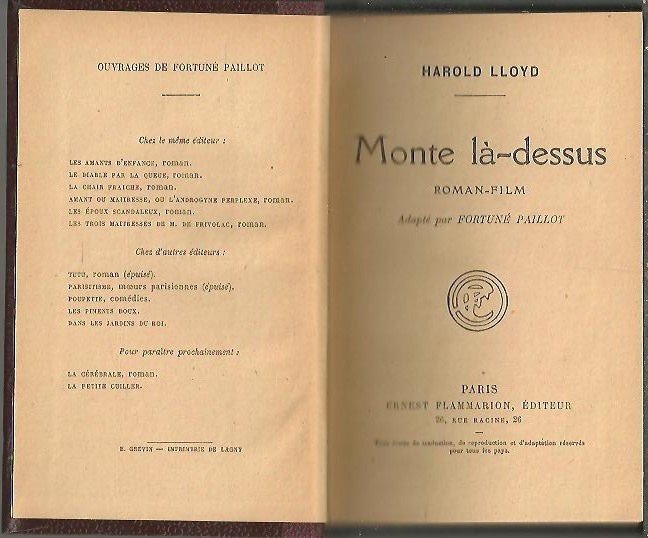 OUVRAGES DE FORTUNÉ PAILLOT
Chez le même éditeur :
LES AMANTS D'ENFANCE, roman.
LE DIABLE PAR LA QUEUE, roman.
LA CHAIR FRAICHE, roman.
AMANT OU MAITRESSE, OU L'ANDROGYNE PERPLEXE, roman.
LES ÉPOUX SCANDALEUX, roman.
LES TROIS MAITRESSES DE M. DE FRIVOLAC, roman.
Chez d'autres éditeurs :
TUTU, roman (épuisé).
PARISITISME, mœurs parisiennes (épuisé).
POUPETTE, comédies.
LES PIMENTS DOUX.
DANS LES JARDINS DU ROI.
Pour paraître prochainement :
LA CÉRÉBRALE, roman.
LA PETITE CUILLER.
E. GREVIN — IMPRIMERIE DE LAGNY
HAROLD LLOYD
Monte là-dessus
ROMAN-FILM
Adapté par FORTUNÉ PAILLOT
PARIS
ERNEST FLAMMARION, ÉDITEUR
26, RUE RACINE, 26
Tous droits de traduction, de reproduction et d'adaptation réservés
pour tous les pays.